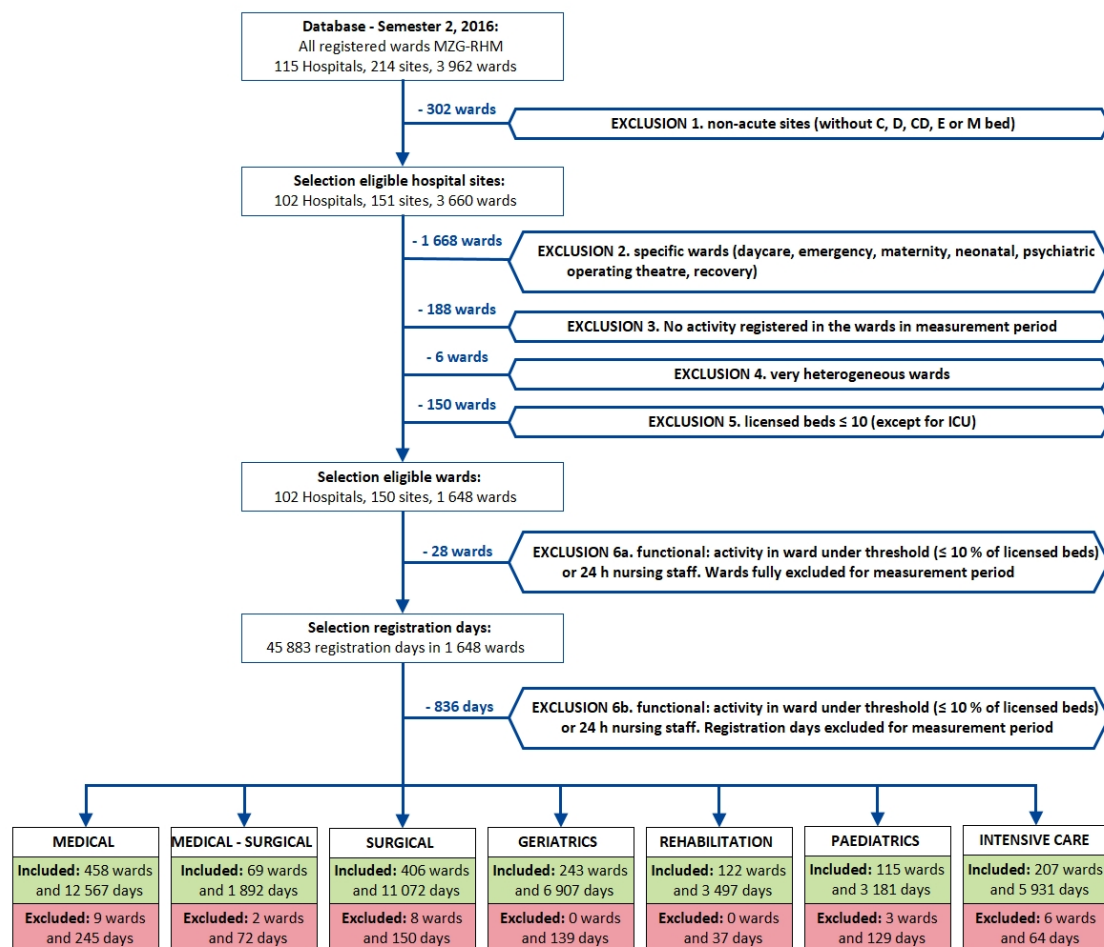 Database - Semester 2, 2016:
All registered wards MZG-RHM
115 Hospitals, 214 sites, 3 962 wards
- 302 wards
EXCLUSION 1. non-acute sites (without C, D, CD, E or M bed)
Selection eligible hospital sites:
102 Hospitals, 151 sites, 3 660 wards
- 1 668 wards
EXCLUSION 2. specific wards (daycare, emergency, maternity, neonatal, psychiatric
operating theatre, recovery)
- 188 wards
EXCLUSION 3. No activity registered in the wards in measurement period
- 6 wards
EXCLUSION 4. very heterogeneous wards
- 150 wards
EXCLUSION 5. licensed beds ≤ 10 (except for ICU)
Selection eligible wards:
102 Hospitals, 150 sites, 1 648 wards
- 28 wards
EXCLUSION 6a. functional: activity in ward under threshold (≤ 10 % of licensed beds)
or 24 h nursing staff. Wards fully excluded for measurement period
Selection registration days:
45 883 registration days in 1 648 wards
- 836 days
EXCLUSION 6b. functional: activity in ward under threshold (≤ 10 % of licensed beds)
or 24 h nursing staff. Registration days excluded for measurement period
MEDICAL
Included: 458 wards
and 12 567 days
Excluded: 9 wards
and 245 days
MEDICAL - SURGICAL
Included: 69 wards
and 1 892 days
Excluded: 2 wards
and 72 days
SURGICAL
Included: 406 wards
and 11 072 days
Excluded: 8 wards
and 150 days
GERIATRICS
Included: 243 wards
and 6 907 days
Excluded: 0 wards
and 139 days
REHABILITATION
Included: 122 wards
and 3 497 days
Excluded: 0 wards
and 37 days
PAEDIATRICS
Included: 115 wards
and 3 181 days
Excluded: 3 wards
and 129 days
INTENSIVE CARE
Included: 207 wards
and 5 931 days
Excluded: 6 wards
and 64 days